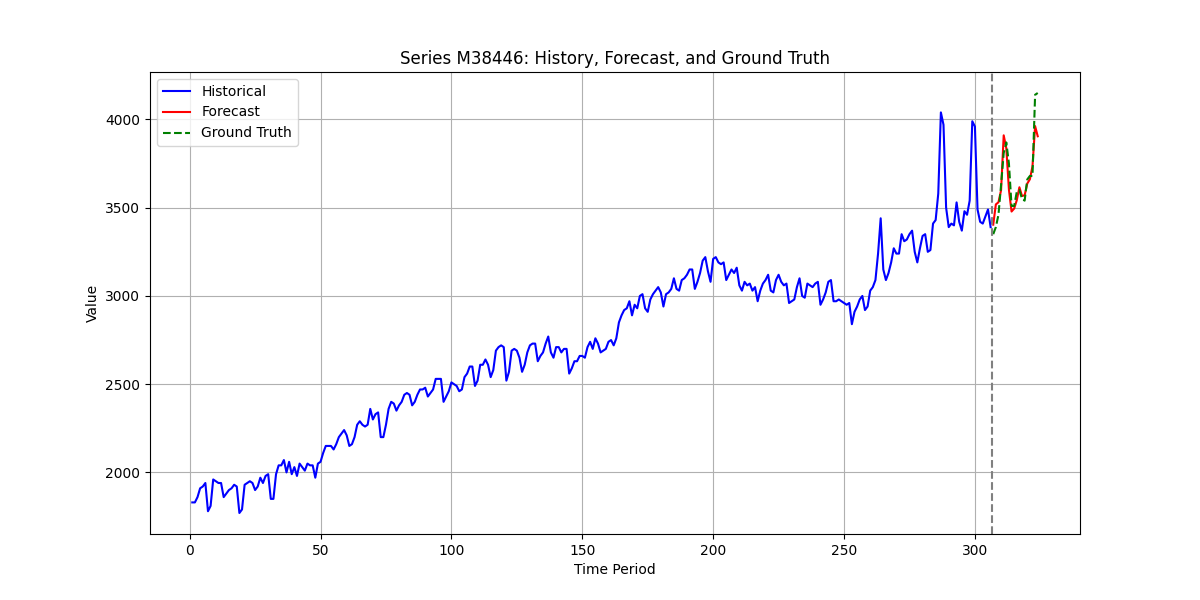 Series M38446: History, Forecast, and Ground Truth
Historical
Forecast
Ground Truth
4000
3500
3000
2500
2000
Value
0 50 100 150 200 250 300
Time Period